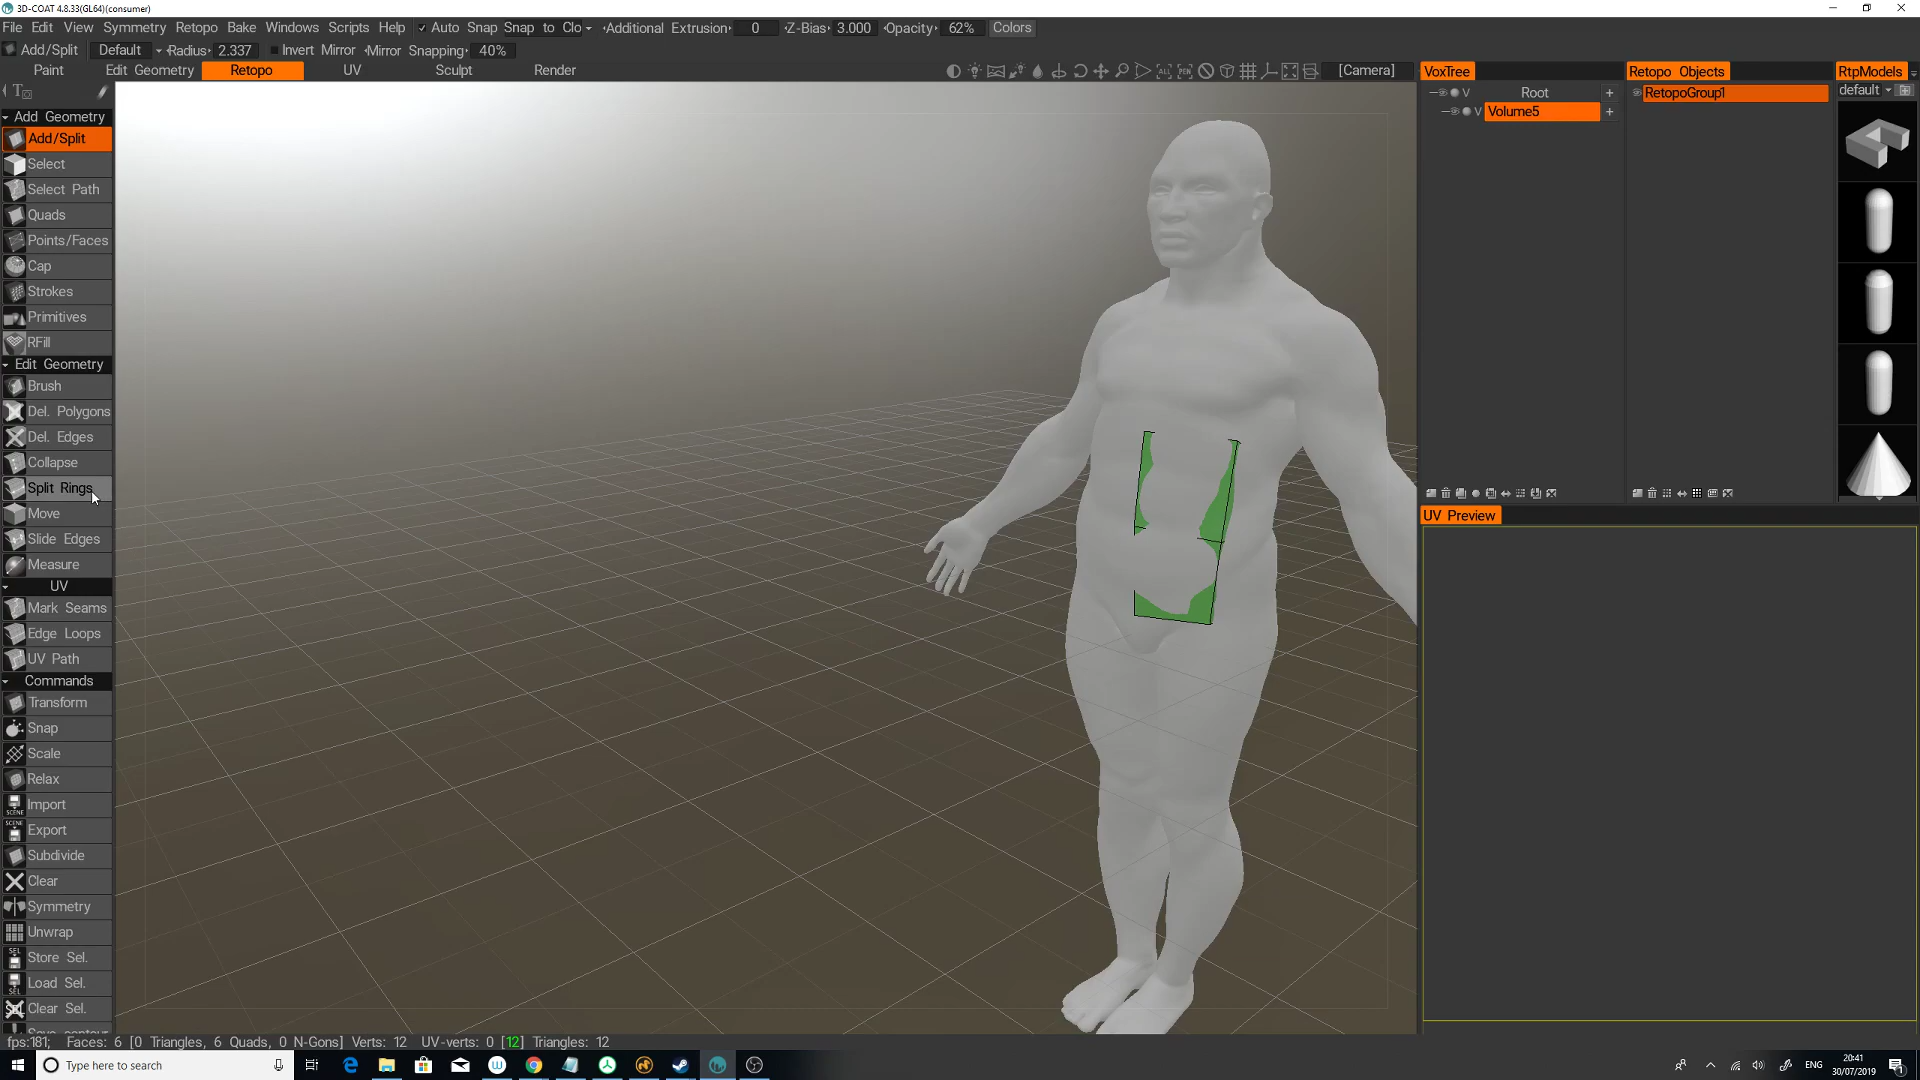 3D-COAT 4.8.33(GL64)(consumer)
File Edit View Symmetry Retopo Bake Windows Scripts Help Auto Snap Snap to Clo Additional Extrusion 0 Z-Bias 3.000 Opacity 62% Colors
Add/Split Default Radius 2.337 Invert Mirror Mirror Snapping 40%
Paint Edit Geometry Retopo UV Sculpt Render [Camera] VoxTree Retopo Objects RtpModels
V Root + RetopoGroup1 default
V Volume5 +
Add Geometry
Add/Split
Select
Select Path
Quads
Points/Faces
Cap
Strokes
Primitives
RFill
Edit Geometry
Brush
Del. Polygons
Del. Edges
Collapse
Split Rings
Move
Slide Edges
Measure
UV
Mark Seams
Edge Loops
UV Path
Commands
Transform
Snap
Scale
Relax
Import
Export
Subdivide
Clear
Symmetry
Unwrap
Store Sel.
Load Sel.
Clear Sel.
UV Preview
fps:181; Faces: 6 [0 Triangles, 6 Quads, 0 N-Gons] Verts: 12 UV-verts: 0 [12] Triangles: 12
Type here to search
ENG 20:41
30/07/2019